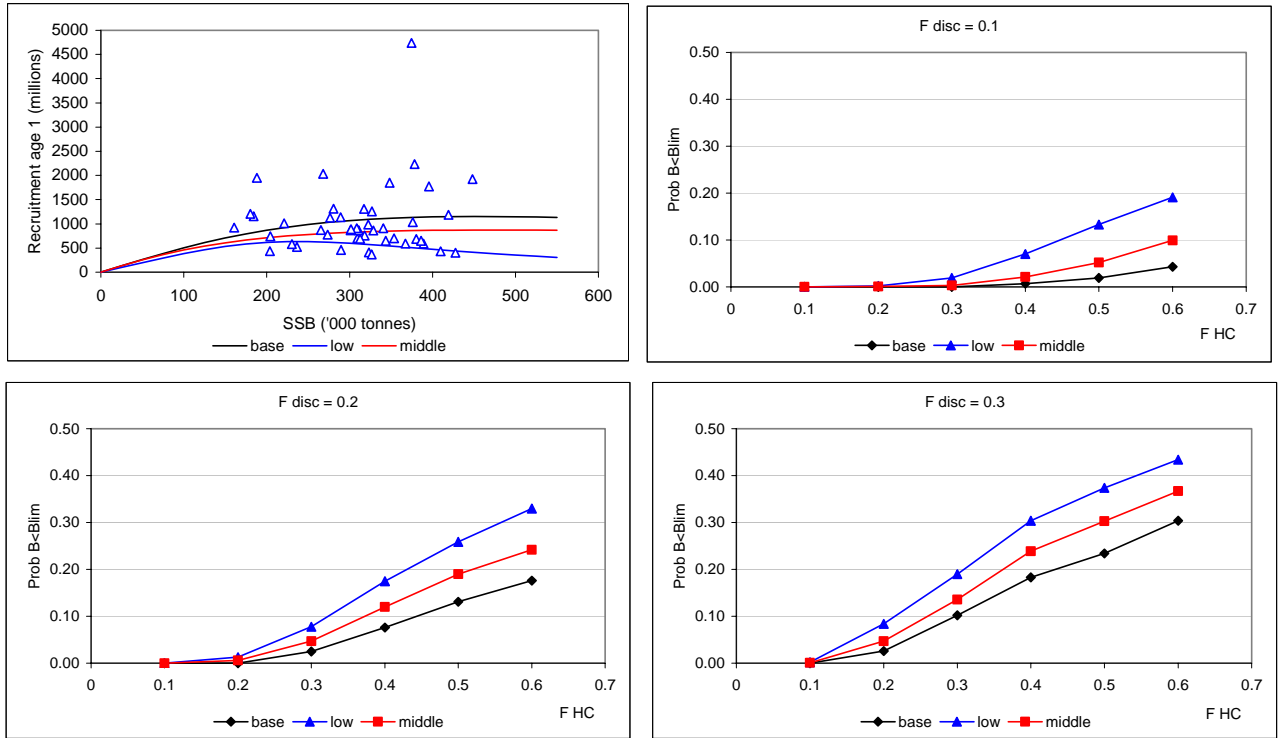 5000
4500
4000
3500
3000
2500
2000
1500
1000
500
0
Recruitment age 1 (millions)
0 100 200 300 400 500 600
SSB ('000 tonnes)
base low middle
F disc = 0.1
0.50
0.40
0.30
0.20
0.10
0.00
Prob B<Blim
0 0.1 0.2 0.3 0.4 0.5 0.6 0.7
F HC
base low middle
F disc = 0.2
0.50
0.40
0.30
0.20
0.10
0.00
Prob B<Blim
0 0.1 0.2 0.3 0.4 0.5 0.6 0.7
F HC
base low middle
F disc = 0.3
0.50
0.40
0.30
0.20
0.10
0.00
Prob B<Blim
0 0.1 0.2 0.3 0.4 0.5 0.6 0.7
F HC
base low middle